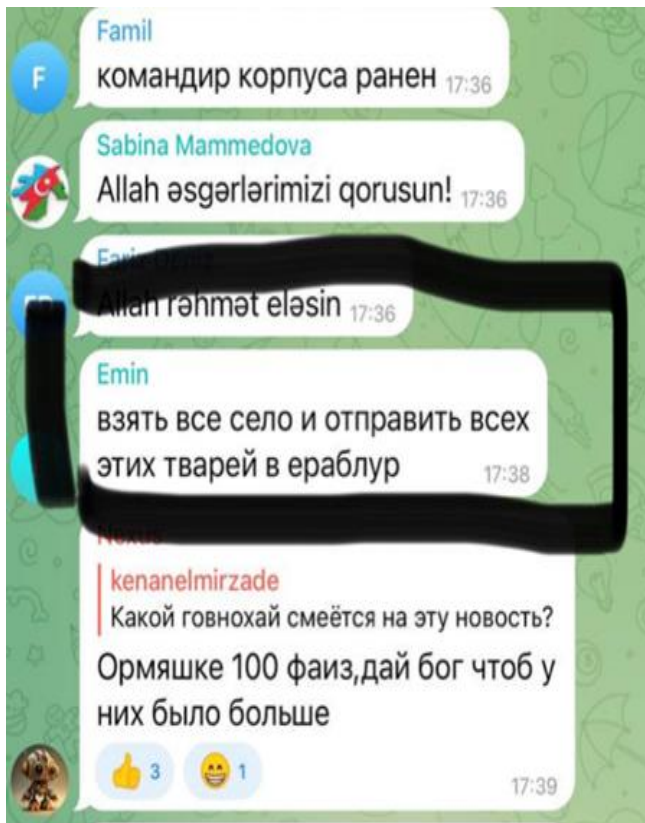 Famil
F
командир корпуса ранен 17:36
Sabina Mammedova
Allah əsgərlərimizi qorusun! 17:36
Allah rəhmət eləsin 17:36
Emin
взять все село и отправить всех
этих тварей в ераблур 17:38
Nexus
kenanelmirzade
Какой говнохай смеётся на эту новость?
Ормяшке 100 фаиз,дай бог чтоб у
них было больше
3
1
17:39